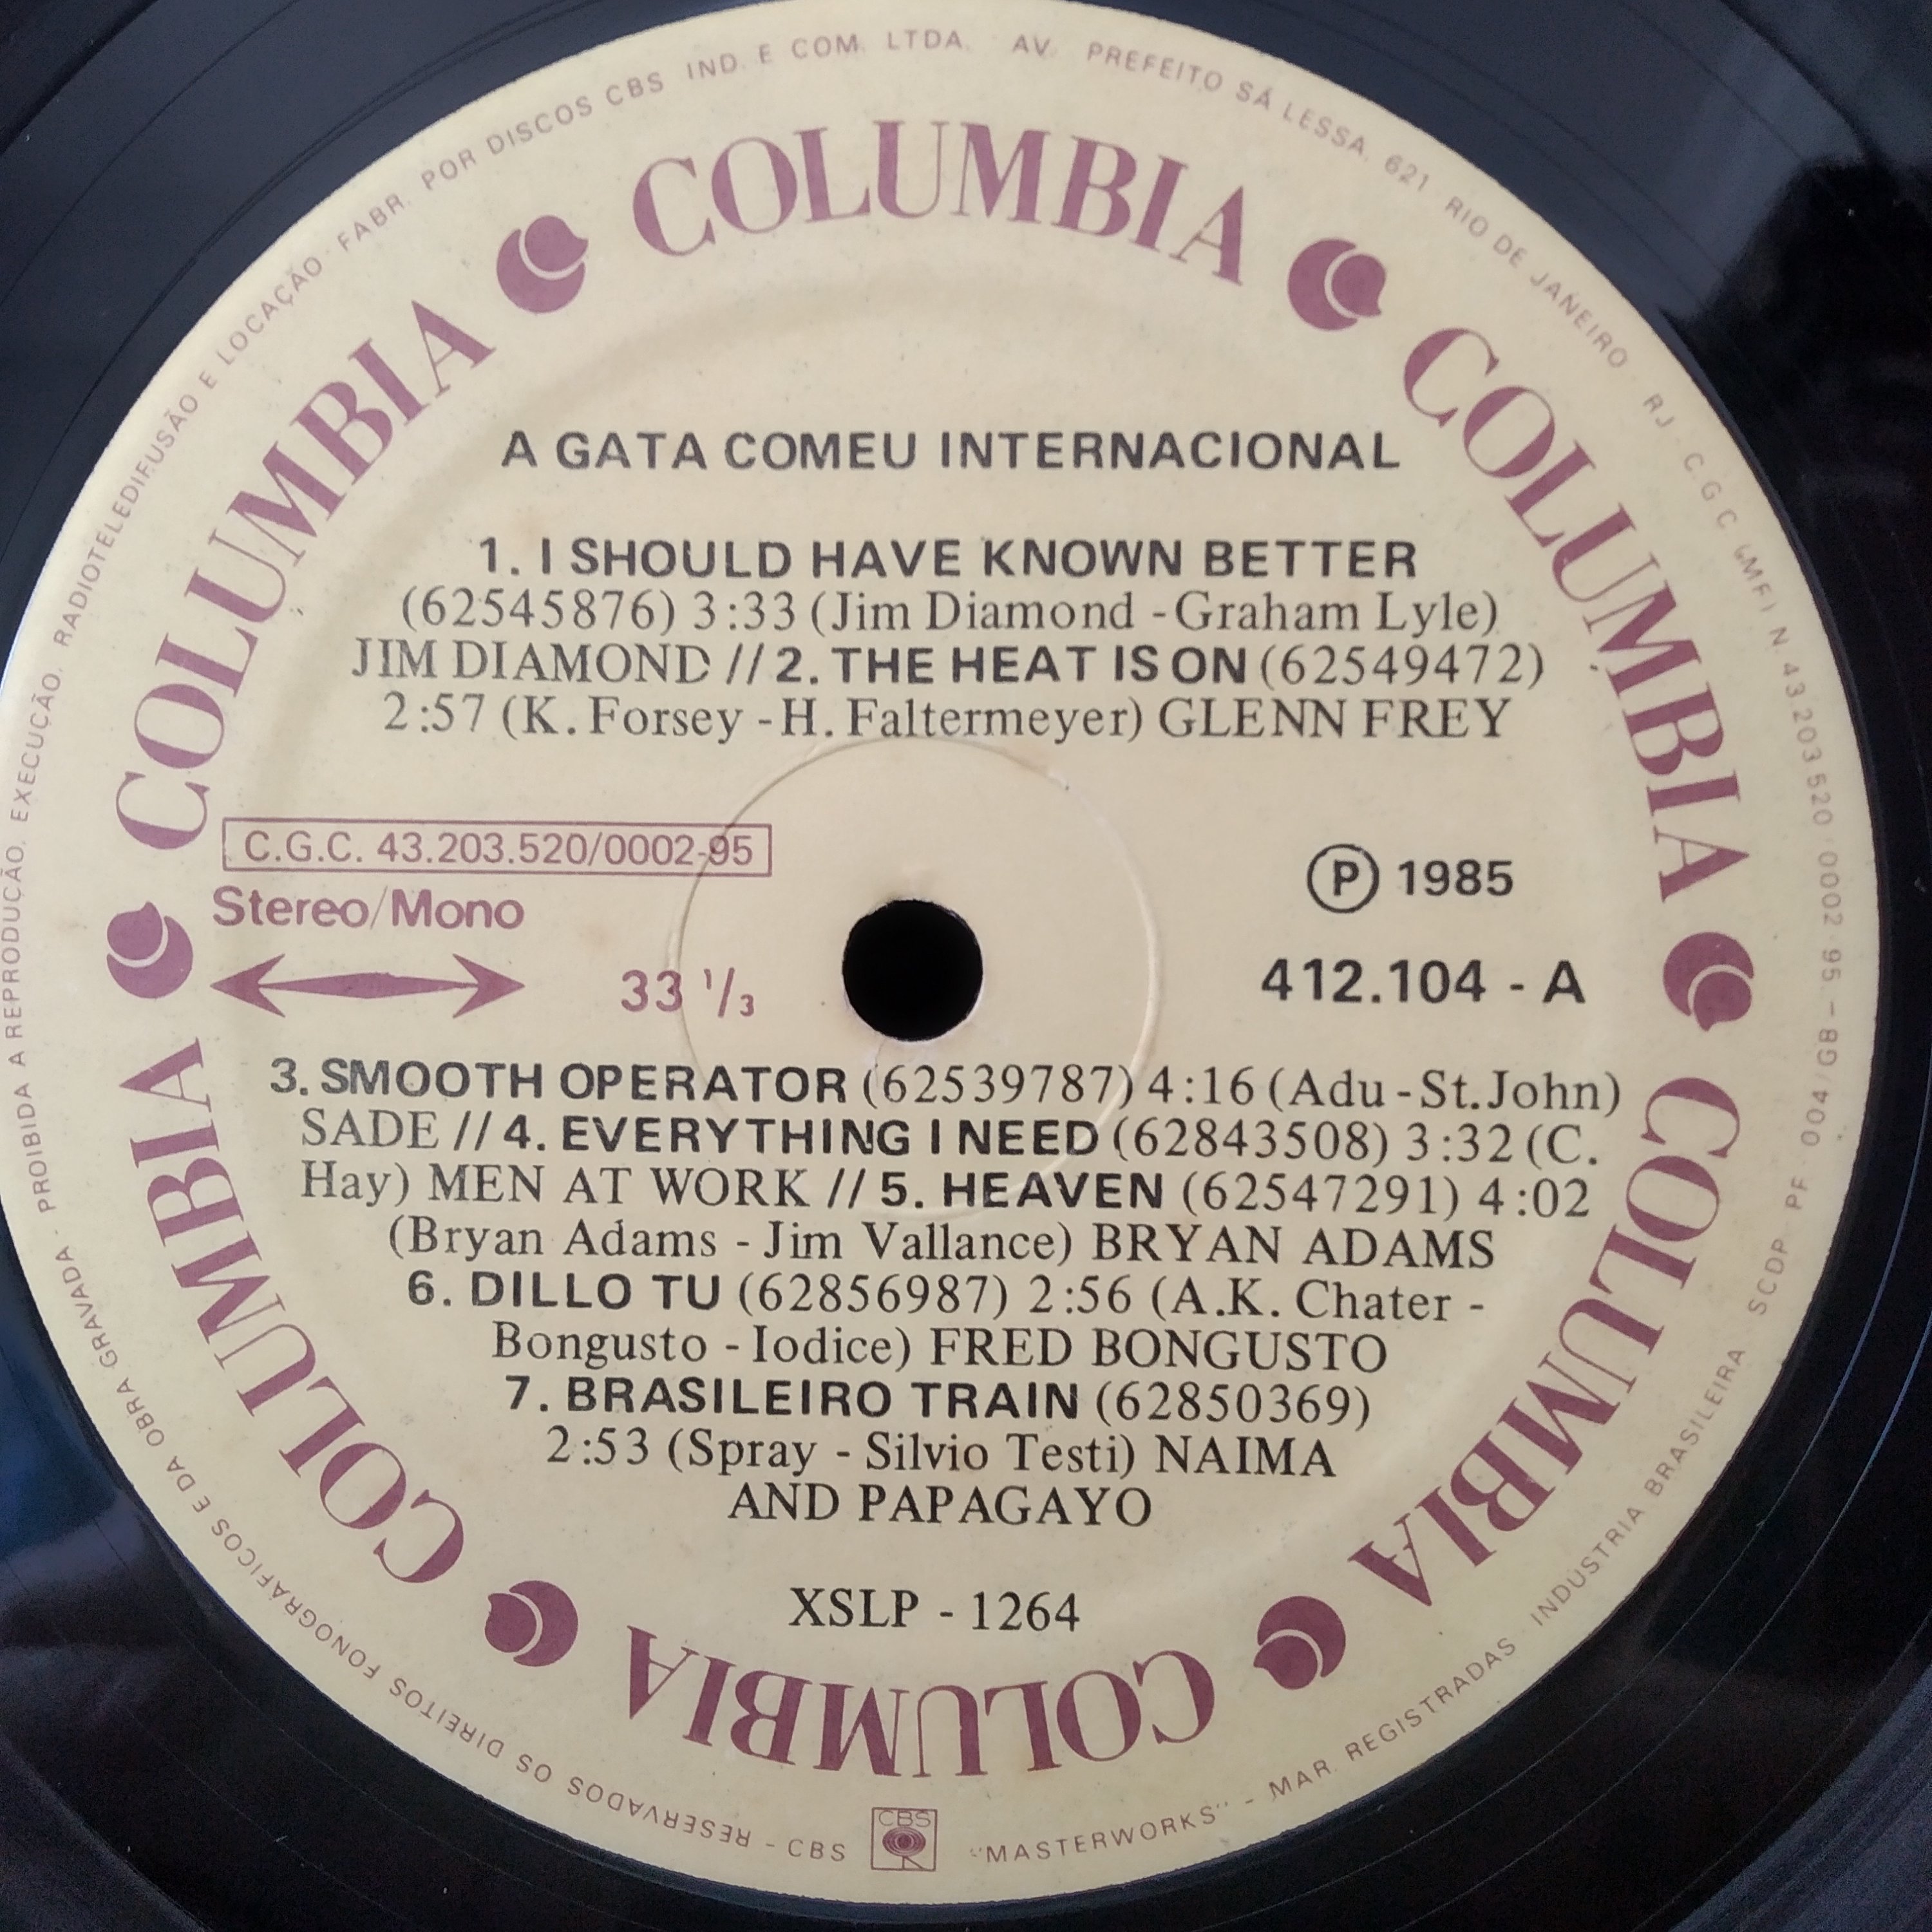 FABR. POR DISCOS CBS IND. E COM. LTDA. AV. PREFEITO SÁ LESSA, 621 RIO DE JANEIRO - RJ - C.G.C. (MF) N. 43.203.520 0002 95 - BG 004/GB SCDP PF INDUSTRIA BRASILEIRA
COLUMBIA
COLUMBIA
COLUMBIA
COLUMBIA
COLUMBIA
COLUMBIA
A GATA COMEU INTERNACIONAL
1. I SHOULD HAVE KNOWN BETTER
(62545876) 3:33 (Jim Diamond - Graham Lyle)
JIM DIAMOND // 2. THE HEAT IS ON (62549472)
2:57 (K. Forsey - H. Faltermeyer) GLENN FREY
C.G.C. 43.203.520/0002-95
Stereo/Mono
33 1/3
℗ 1985
412.104 - A
3. SMOOTH OPERATOR (62539787) 4:16 (Adu - St. John)
SADE // 4. EVERYTHING I NEED (62843508) 3:32 (C.
Hay) MEN AT WORK // 5. HEAVEN (62547291) 4:02
(Bryan Adams - Jim Vallance) BRYAN ADAMS
6. DILLO TU (62856987) 2:56 (A.K. Chater -
Bongusto - Iodice) FRED BONGUSTO
7. BRASILEIRO TRAIN (62850369)
2:53 (Spray - Silvio Testi) NAIMA
AND PAPAGAYO
XSLP - 1264
CBS
"MASTERWORKS" - MAR. REGISTRADAS
CBS - RESERVADOS OS DIREITOS FONOGRÁFICOS E DA OBRA GRAVADA - PROIBIDA A REPRODUÇÃO, EXECUÇÃO, RADIOTELEDIFUSÃO E LOCAÇÃO